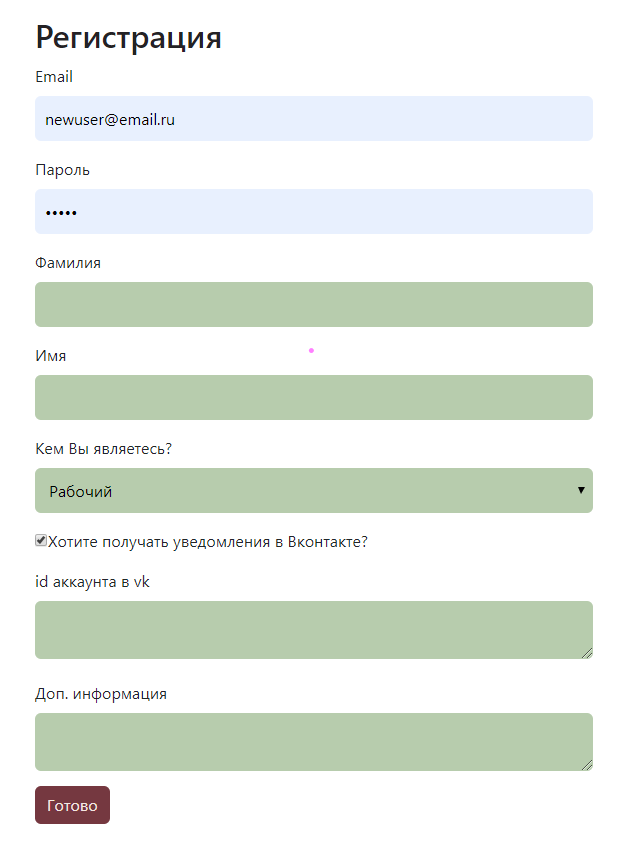 Регистрация
Email
newuser@email.ru
Пароль
•••••
Фамилия
Имя
Кем Вы являетесь?
Рабочий
Хотите получать уведомления в Вконтакте?
id аккаунта в vk
Доп. информация
Готово